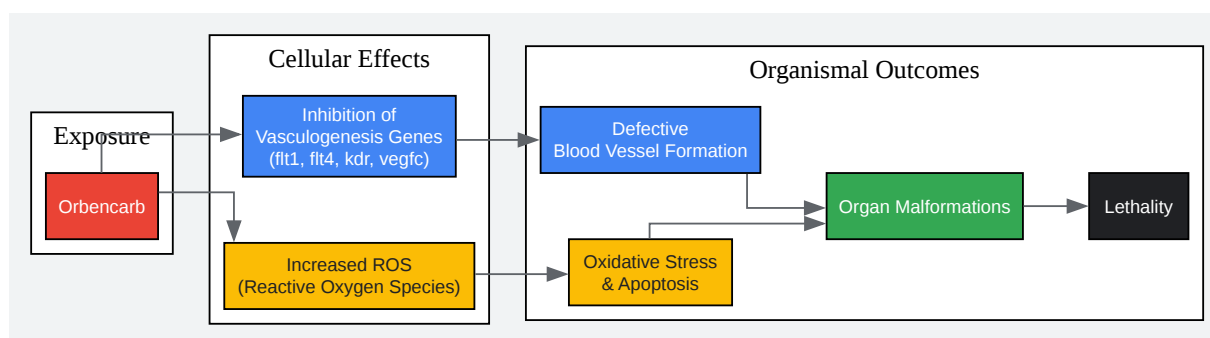 Exposure
Orbencarb
Cellular Effects
Inhibition of
Vasculogenesis Genes
(flt1, flt4, kdr, vegfc)
Increased ROS
(Reactive Oxygen Species)
Organismal Outcomes
Defective
Blood Vessel Formation
Oxidative Stress
& Apoptosis
Organ Malformations
Lethality